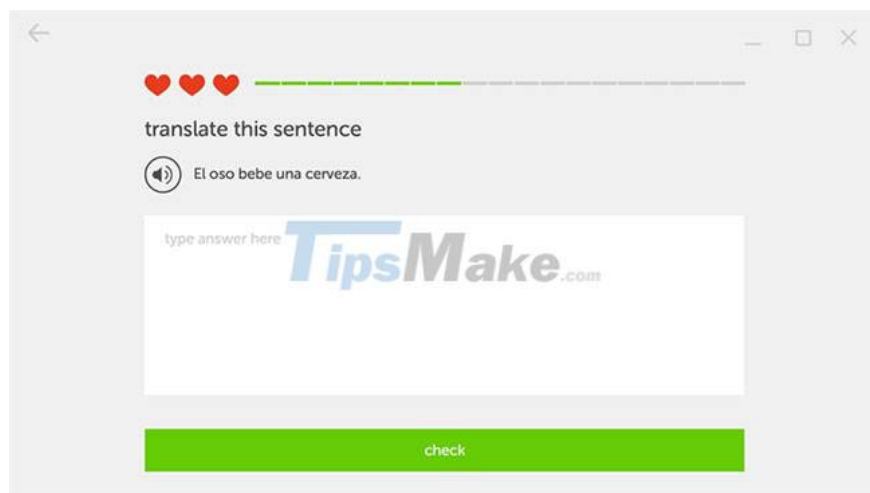 translate this sentence
El oso bebe una cerveza.
type answer here
TipsMake.com
check